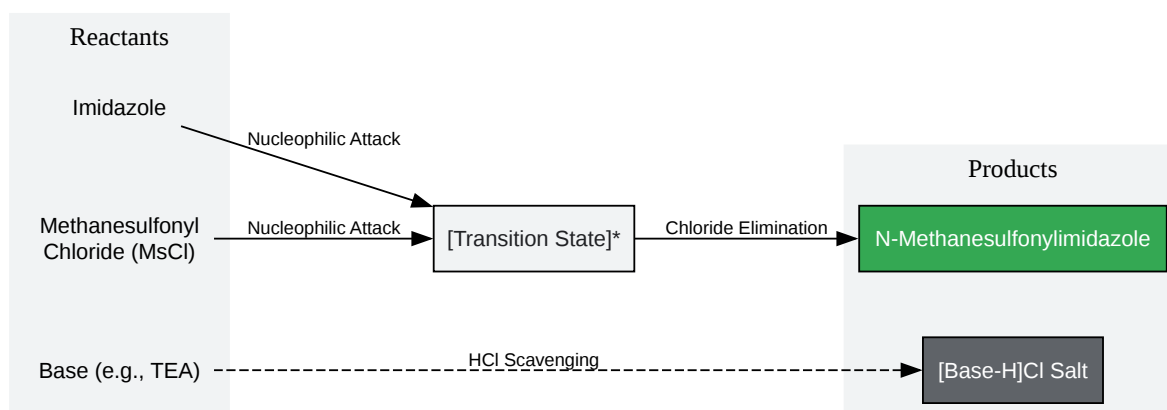 Reactants
Imidazole
Nucleophilic Attack
Products
Methanesulfonyl
Chloride (MsCl)
Nucleophilic Attack
[Transition State]*
Chloride Elimination
N-Methanesulfonylimidazole
Base (e.g., TEA)
HCl Scavenging
[Base-H]Cl Salt